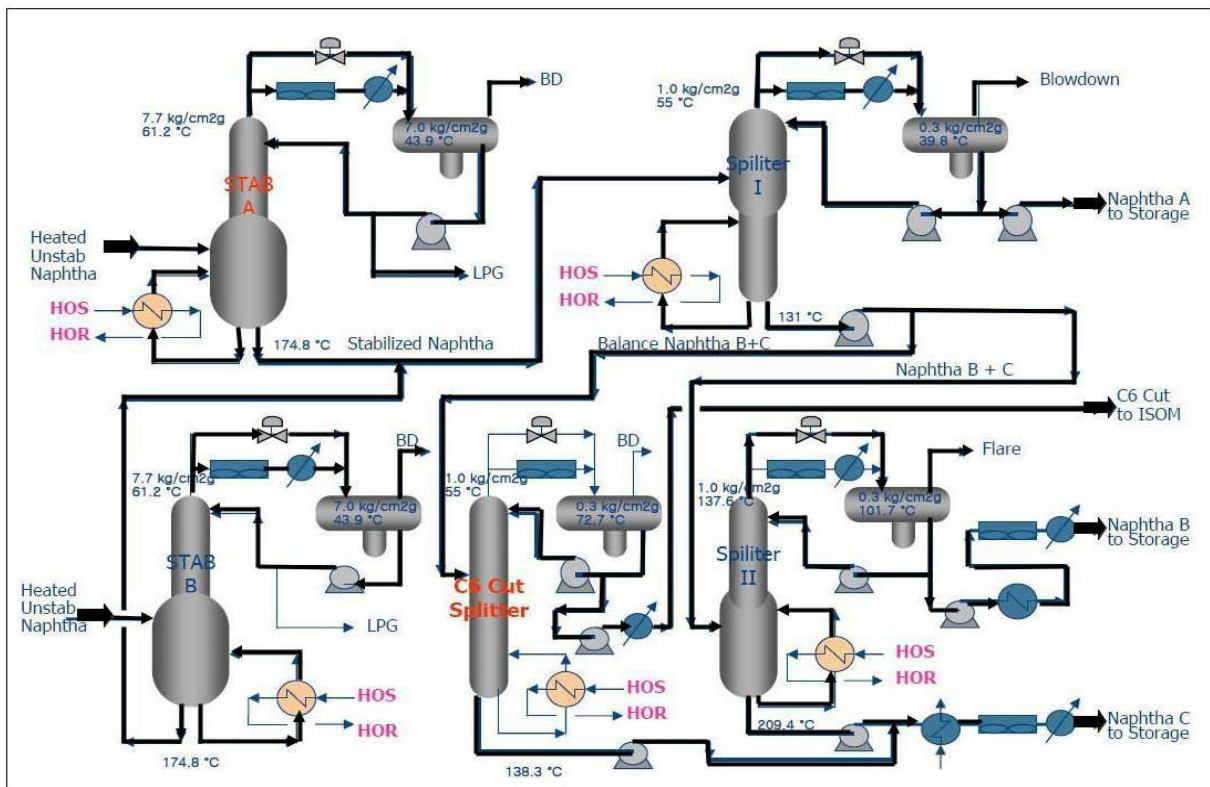 BD
7.7 kg/cm2g
61.2 °C
7.0 kg/cm2g
43.9 °C
STAB
A
Heated
Unstab
Naphtha
HOS
HOR
LPG
174.8 °C
Stabilized Naphtha
1.0 kg/cm2g
55 °C
Blowdown
0.3 kg/cm2g
39.8 °C
Spiliter
I
Naphtha A
to Storage
HOS
HOR
131 °C
Balance Naphtha B+C
Naphtha B + C
C6 Cut
to ISOM
BD
7.7 kg/cm2g
61.2 °C
7.0 kg/cm2g
43.9 °C
STAB
B
Heated
Unstab
Naphtha
LPG
HOS
HOR
174.8 °C
BD
1.0 kg/cm2g
55 °C
0.3 kg/cm2g
72.7 °C
C6 Cut
Splitter
HOS
HOR
138.3 °C
Flare
1.0 kg/cm2g
137.6 °C
0.3 kg/cm2g
101.7 °C
Spiliter
II
Naphtha B
to Storage
HOS
HOR
209.4 °C
Naphtha C
to Storage